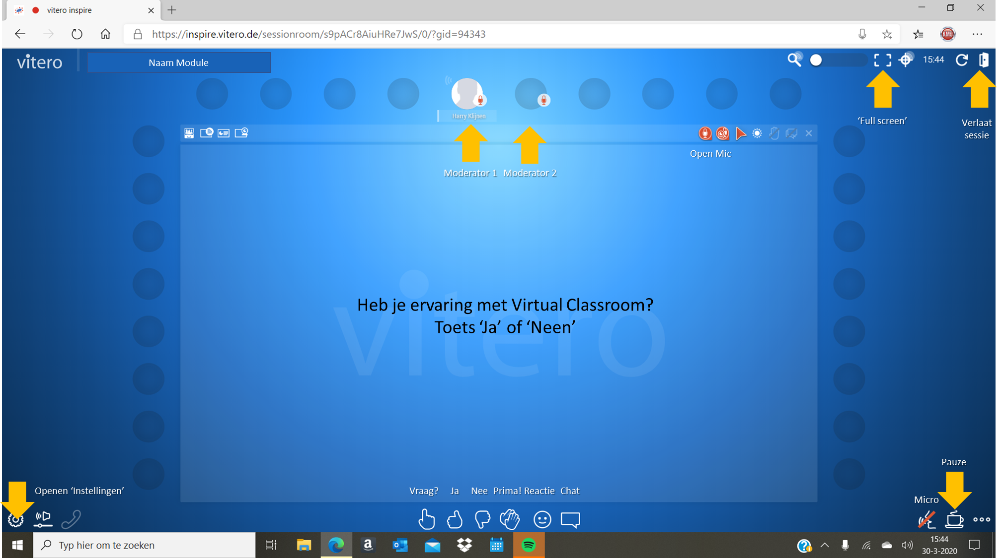 vitero inspire
https://inspire.vitero.de/sessionroom/s9pACr8AiuHRe7JwS/0/?gid=94343
KMU
vitero
Naam Module
15:44
Harry Klijnen
'Full screen'
Verlaat
sessie
Open Mic
Moderator 1 Moderator 2
vitero
Heb je ervaring met Virtual Classroom?
Toets 'Ja' of 'Neen'
Pauze
Openen 'Instellingen'
Vraag? Ja Nee Prima! Reactie Chat
Micro
Typ hier om te zoeken
15:44
30-3-2020